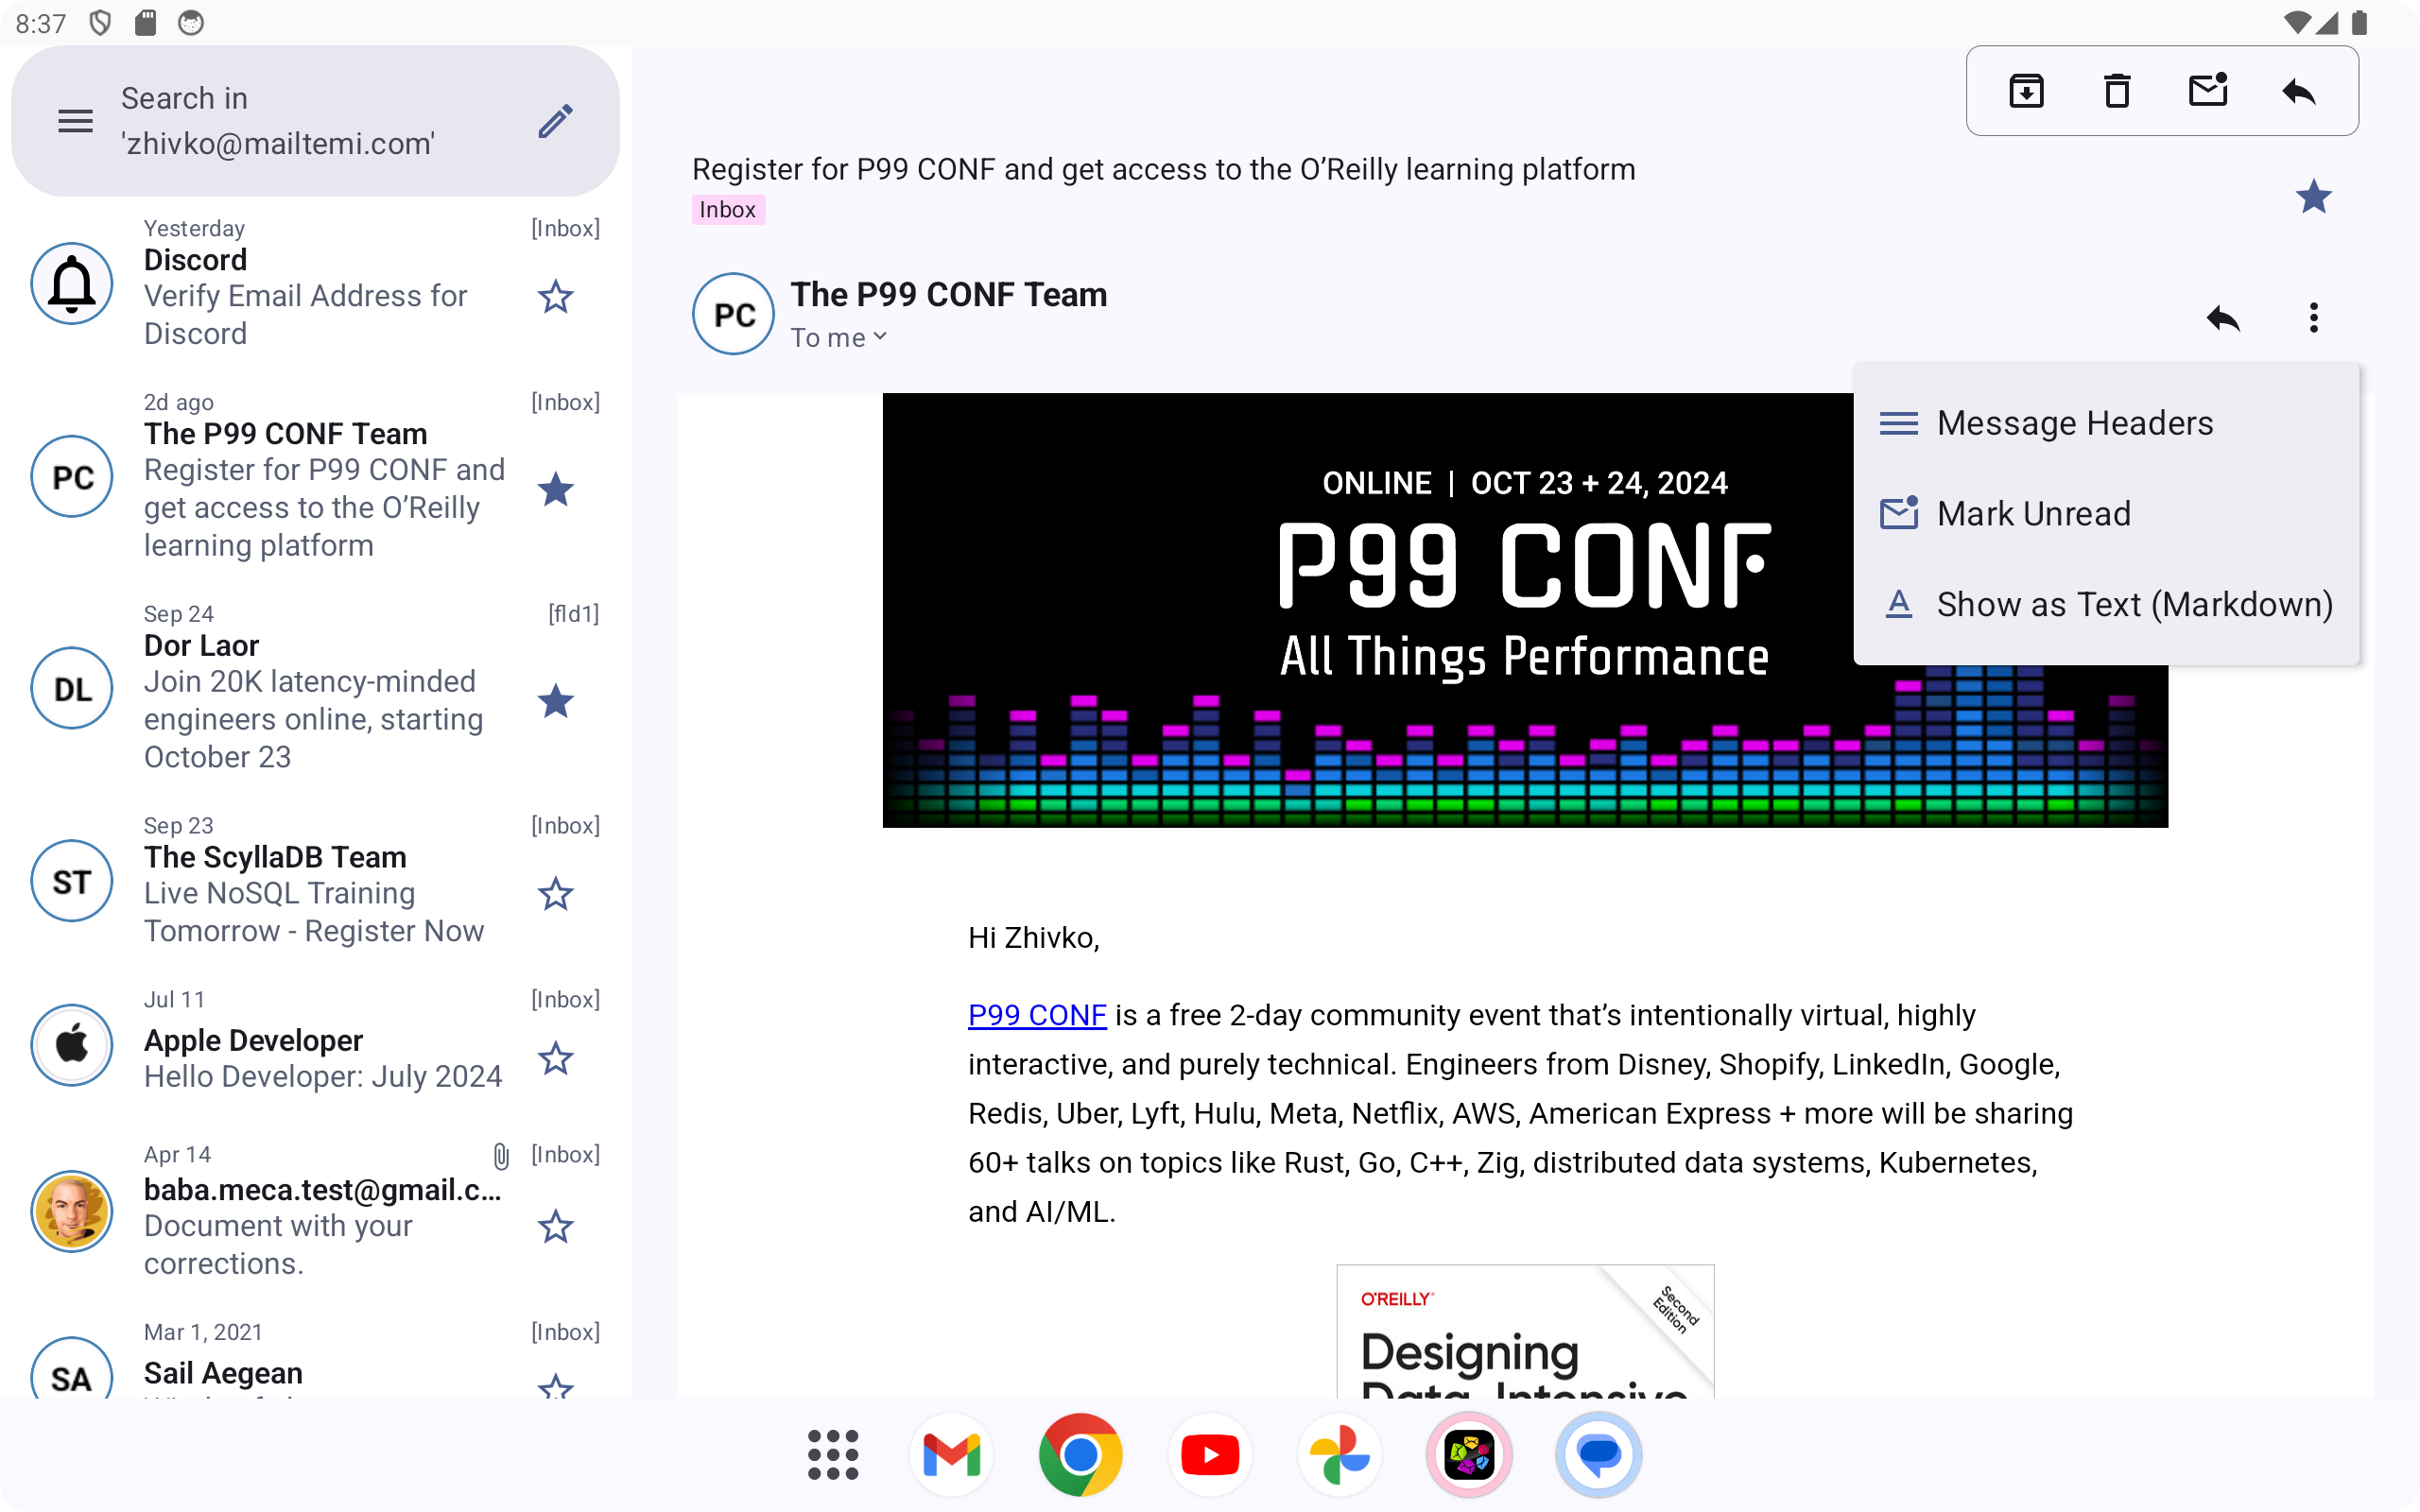 8:37
Search in
'zhivko@mailtemi.com'
Yesterday [Inbox]
Discord
Verify Email Address for
Discord
2d ago [Inbox]
PC
The P99 CONF Team
Register for P99 CONF and
get access to the O’Reilly
learning platform
Sep 24 [fld1]
DL
Dor Laor
Join 20K latency-minded
engineers online, starting
October 23
Sep 23 [Inbox]
ST
The ScyllaDB Team
Live NoSQL Training
Tomorrow - Register Now
Jul 11 [Inbox]
Apple Developer
Hello Developer: July 2024
Apr 14 [Inbox]
baba.meca.test@gmail.c...
Document with your
corrections.
Mar 1, 2021 [Inbox]
SA
Sail Aegean
Register for P99 CONF and get access to the O’Reilly learning platform
Inbox
PC
The P99 CONF Team
To me
Message Headers
Mark Unread
Show as Text (Markdown)
ONLINE | OCT 23 + 24, 2024
P99 CONF
All Things Performance
Hi Zhivko,
P99 CONF is a free 2-day community event that’s intentionally virtual, highly
interactive, and purely technical. Engineers from Disney, Shopify, LinkedIn, Google,
Redis, Uber, Lyft, Hulu, Meta, Netflix, AWS, American Express + more will be sharing
60+ talks on topics like Rust, Go, C++, Zig, distributed data systems, Kubernetes,
and AI/ML.
O'REILLY
Second
Edition
Designing
Data-Intensive